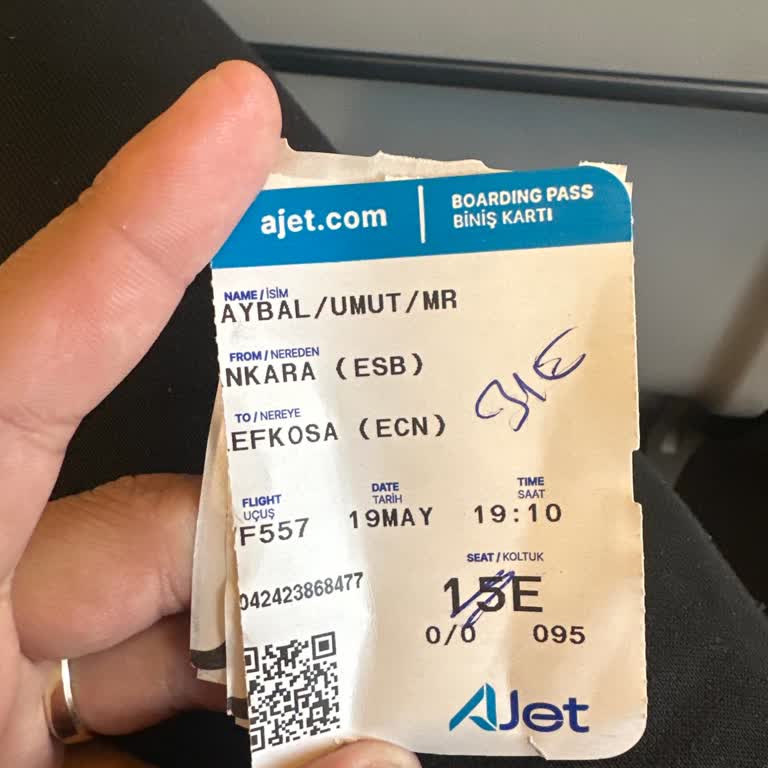 ajet.com
BOARDING PASS
BİNİŞ KARTI
NAME / İSİM
AYBAL/UMUT/MR
FROM / NEREDEN
NKARA (ESB)
TO / NEREYE
LEFKOSA (ECN)
31E
FLIGHT
UÇUŞ
DATE
TARİH
TIME
SAAT
F557 19MAY 19:10
SEAT / KOLTUK
042423868477
15E
0/0 095
AJet